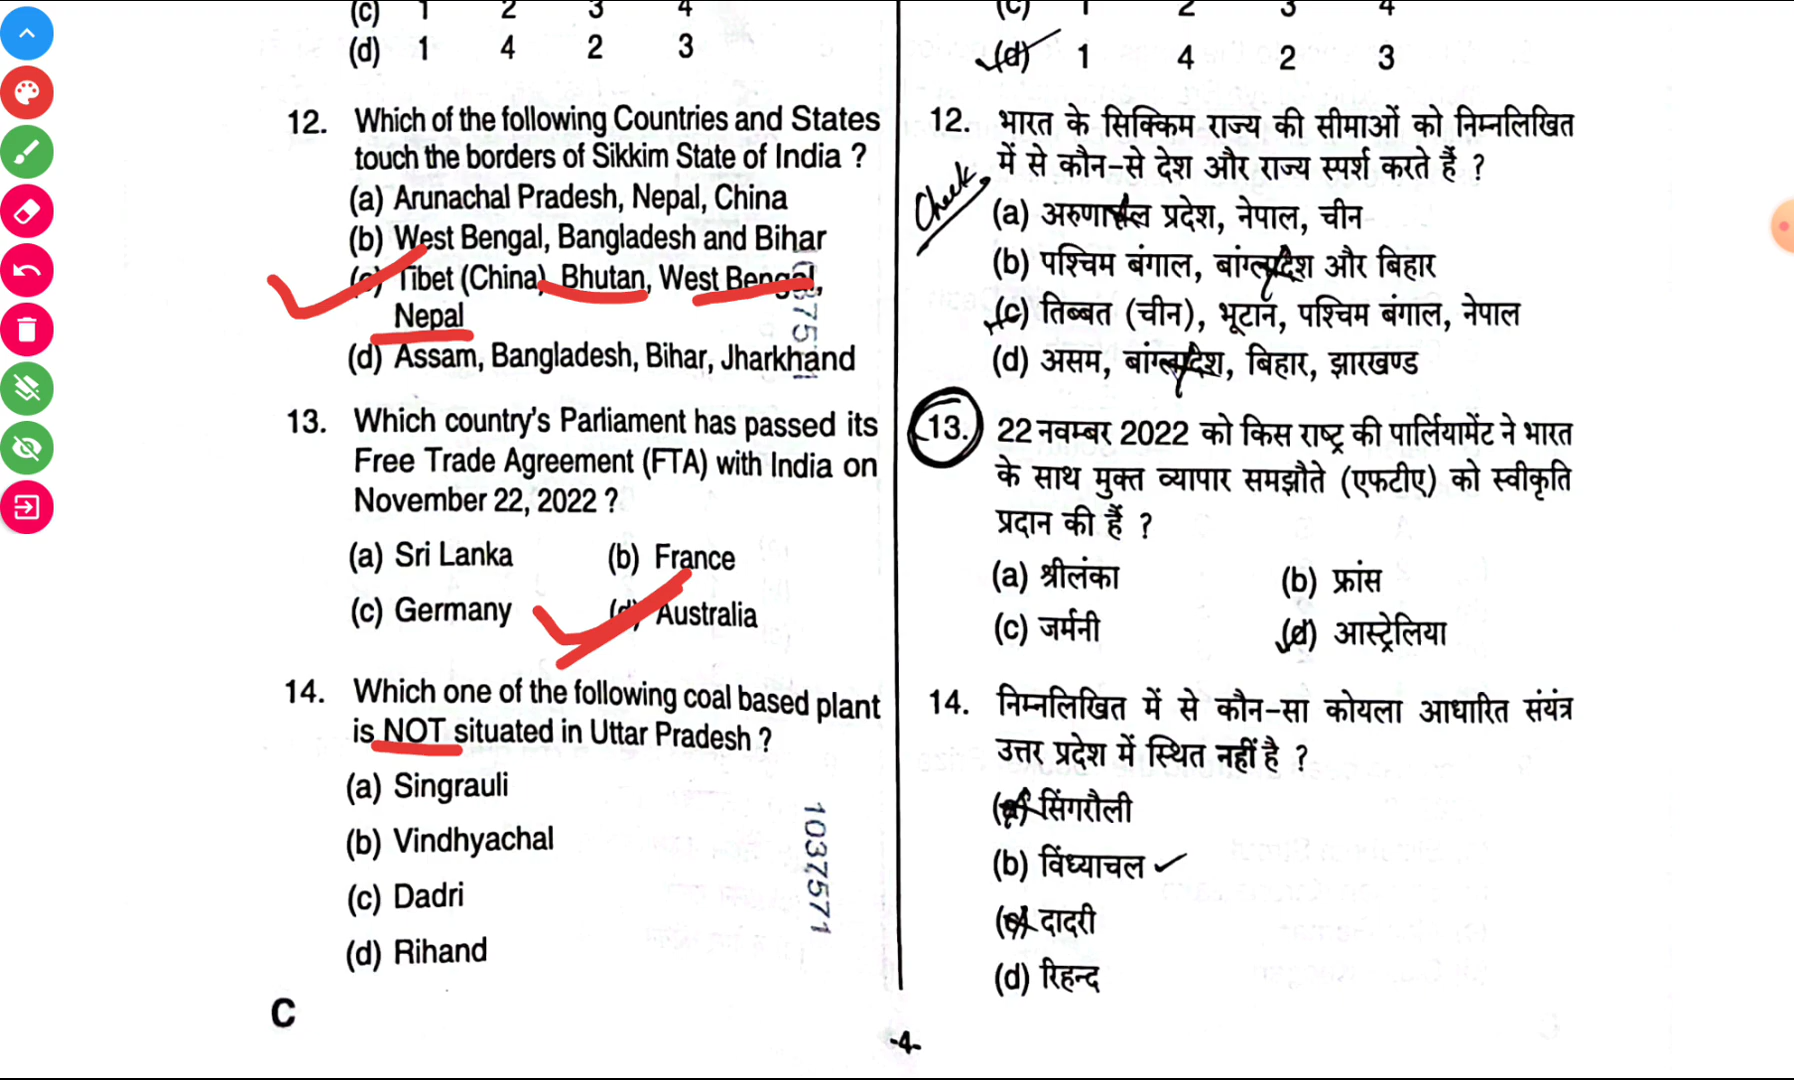 (c) 1 2 3 4
(d) 1 4 2 3
12. Which of the following Countries and States
touch the borders of Sikkim State of India ?
(a) Arunachal Pradesh, Nepal, China
(b) West Bengal, Bangladesh and Bihar
(c) Tibet (China), Bhutan, West Bengal,
Nepal
(d) Assam, Bangladesh, Bihar, Jharkhand
13. Which country's Parliament has passed its
Free Trade Agreement (FTA) with India on
November 22, 2022 ?
(a) Sri Lanka (b) France
(c) Germany (d) Australia
14. Which one of the following coal based plant
is NOT situated in Uttar Pradesh ?
(a) Singrauli
(b) Vindhyachal
(c) Dadri
(d) Rihand
1037571
C
(c) 1 2 3 4
(d) 1 4 2 3
12. भारत के सिक्किम राज्य की सीमाओं को निम्नलिखित
में से कौन-से देश और राज्य स्पर्श करते हैं ?
Check
(a) अरुणाचल प्रदेश, नेपाल, चीन
(b) पश्चिम बंगाल, बांग्लादेश और बिहार
(c) तिब्बत (चीन), भूटान, पश्चिम बंगाल, नेपाल
(d) असम, बांग्लादेश, बिहार, झारखण्ड
13. 22 नवम्बर 2022 को किस राष्ट्र की पार्लियामेंट ने भारत
के साथ मुक्त व्यापार समझौते (एफटीए) को स्वीकृति
प्रदान की हैं ?
(a) श्रीलंका (b) फ्रांस
(c) जर्मनी (d) आस्ट्रेलिया
14. निम्नलिखित में से कौन-सा कोयला आधारित संयंत्र
उत्तर प्रदेश में स्थित नहीं है ?
(a) सिंगरौली
(b) विंध्याचल
(c) दादरी
(d) रिहन्द
-4-